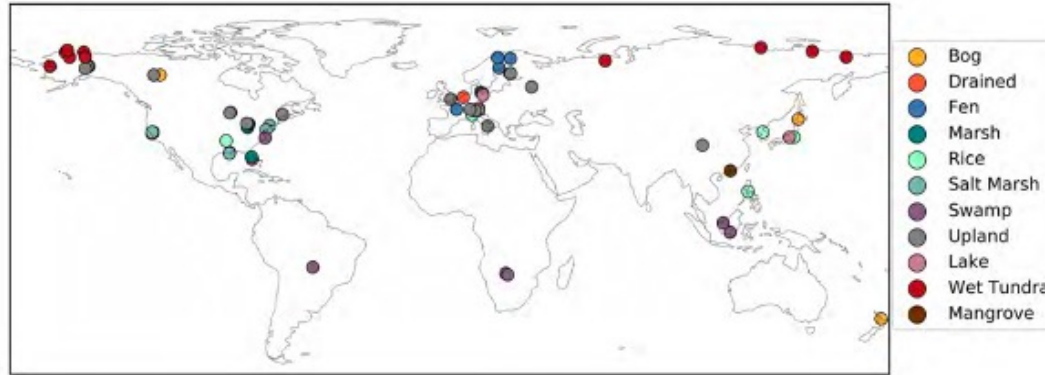 Bog
Drained
Fen
Marsh
Rice
Salt Marsh
Swamp
Upland
Lake
Wet Tundra
Mangrove